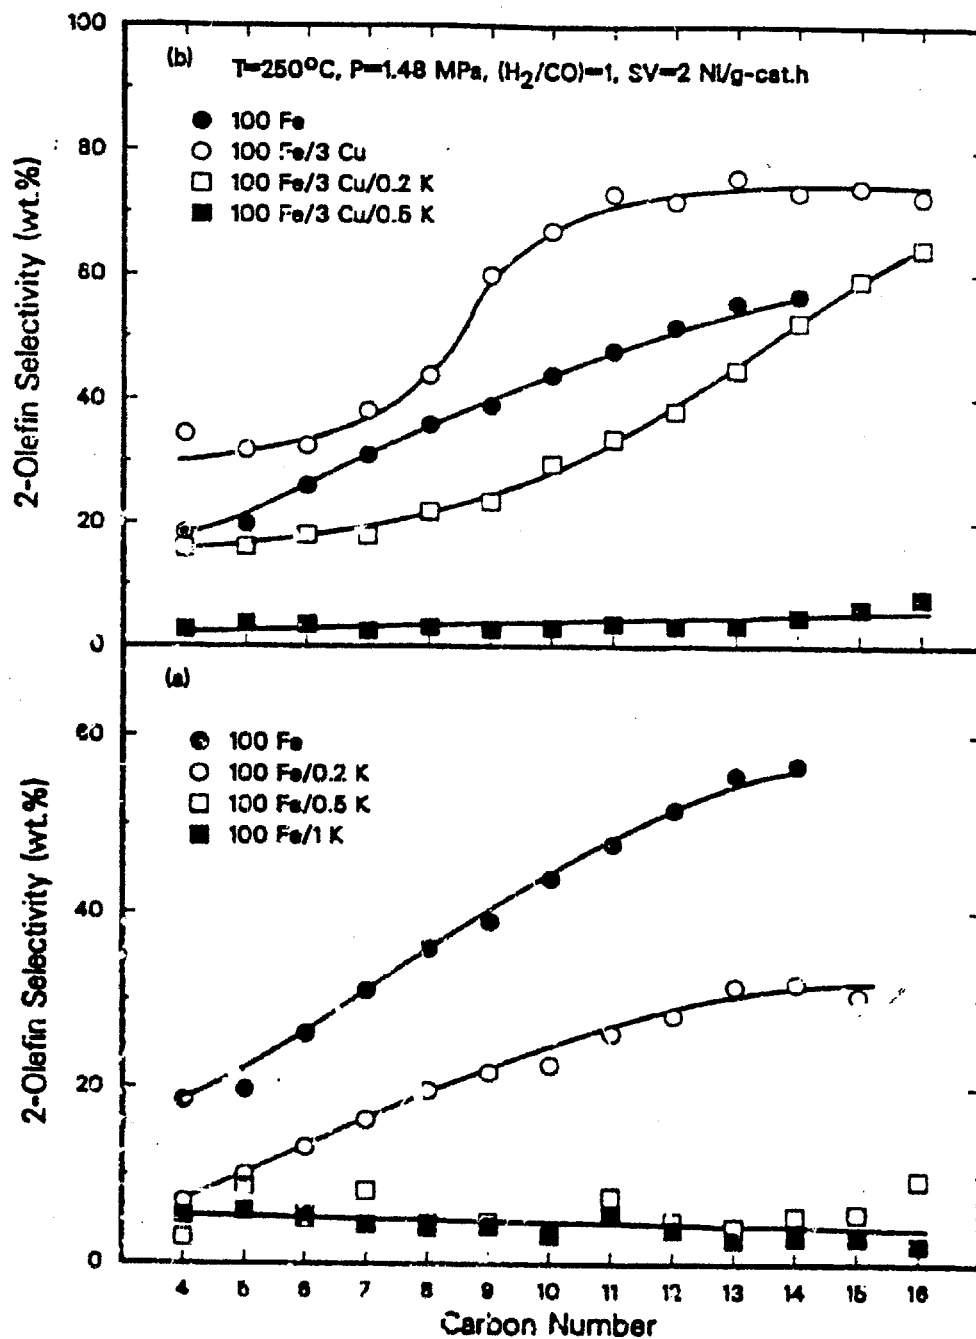 100
(b) T=250°C, P=1.48 MPa, (H₂/CO)=1, SV=2 Nl/g-cat.h
100 Fe
100 Fe/3 Cu
100 Fe/3 Cu/0.2 K
100 Fe/3 Cu/0.5 K
80
60
40
20
0
2-Olefin Selectivity (wt.%)
(a)
100 Fe
100 Fe/0.2 K
100 Fe/0.5 K
100 Fe/1 K
60
40
20
0
2-Olefin Selectivity (wt.%)
4 5 6 7 8 9 10 11 12 13 14 15 16
Carbon Number